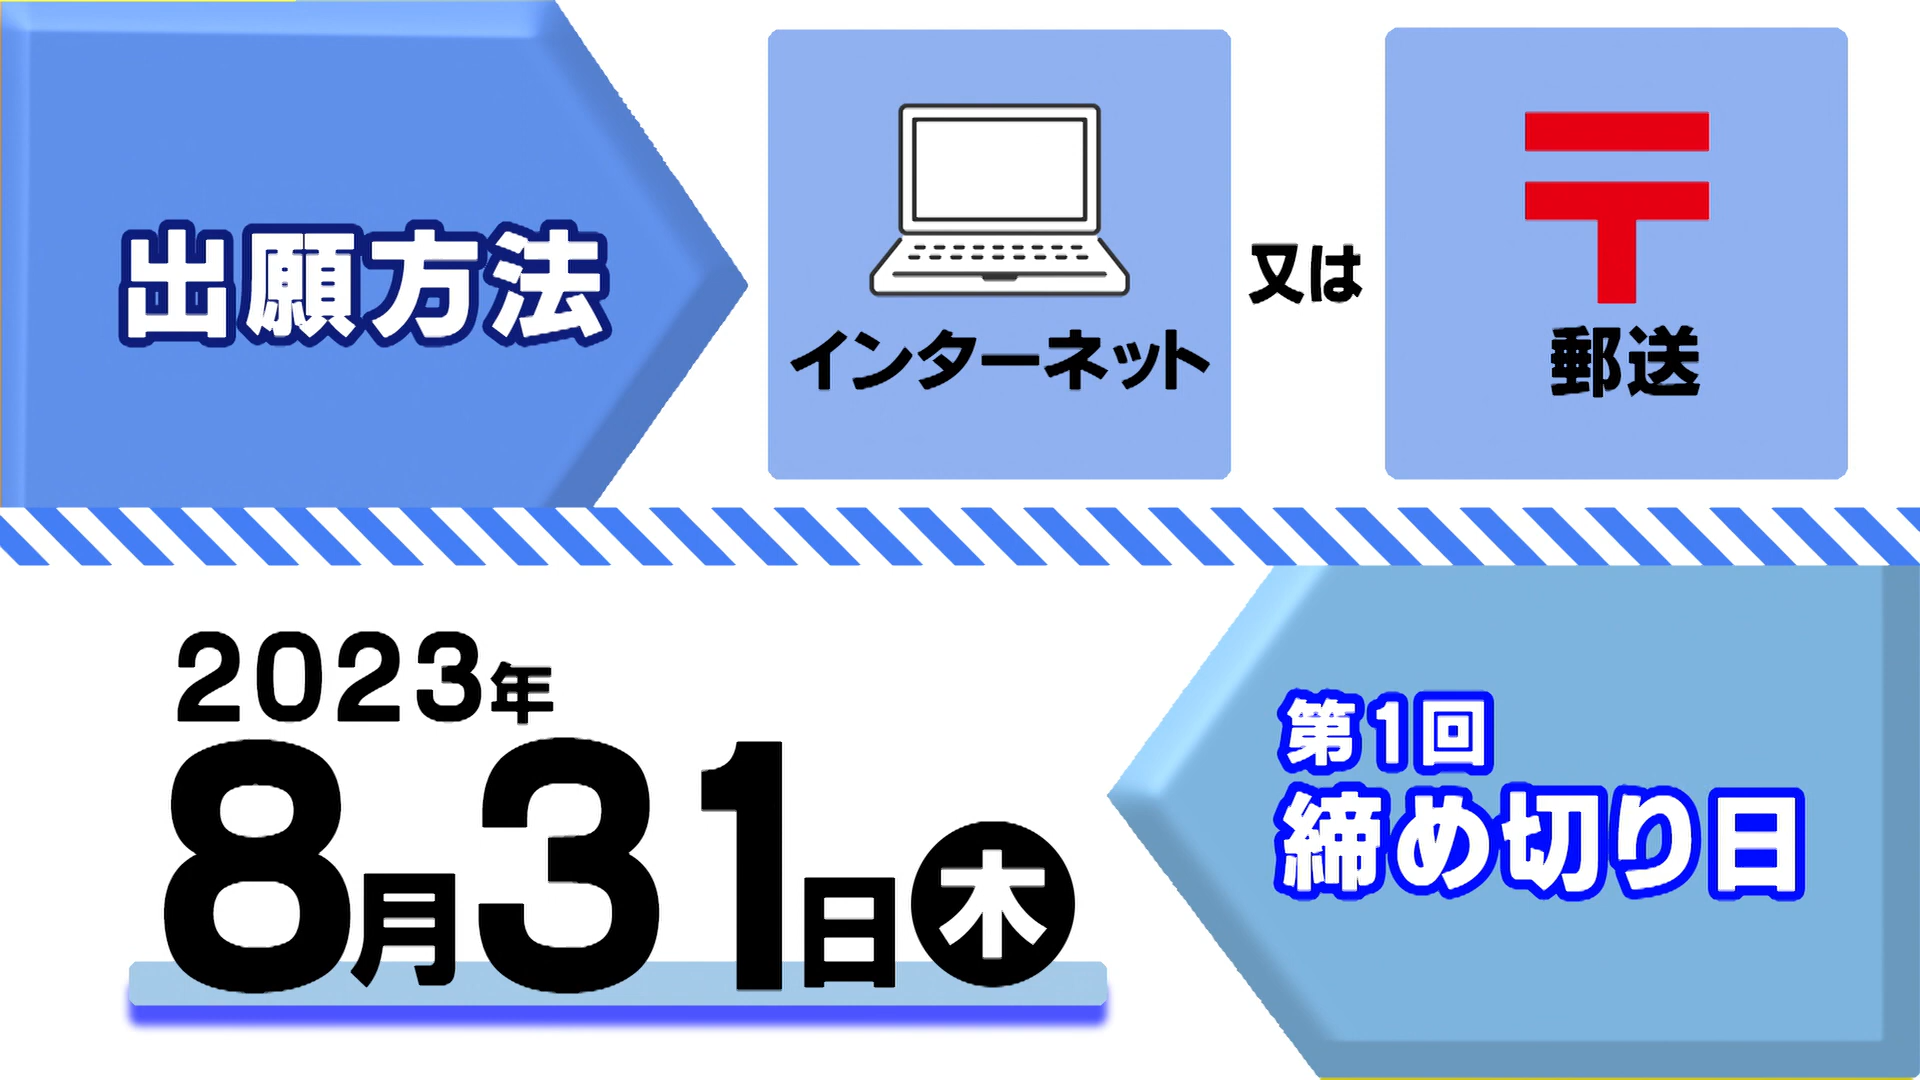 出願方法
インターネット
又は
〒
郵送
2023年
8月31日木
第1回
締め切り日